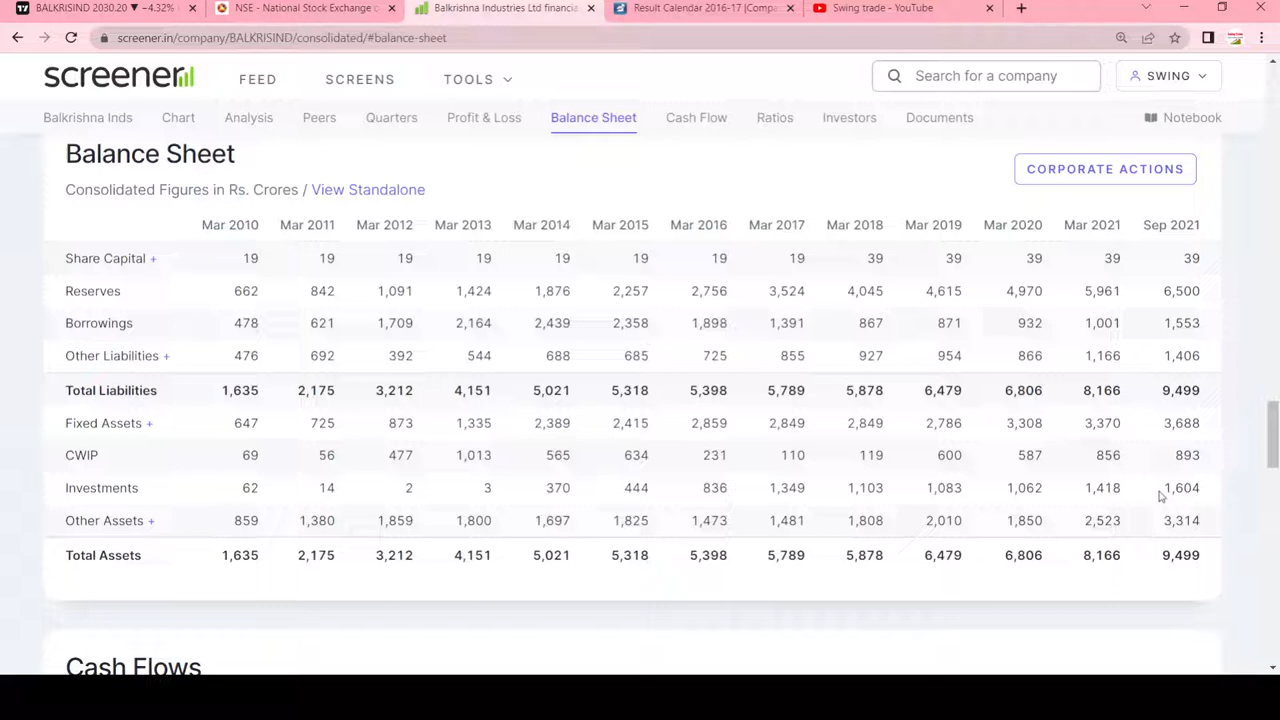 BALKRISIND 2030.20 ▼ −4.32%
NSE - National Stock Exchange o
Balkrishna Industries Ltd financia
Result Calendar 2016-17 |Compa
Swing trade - YouTube
screener.in/company/BALKRISIND/consolidated/#balance-sheet
screener FEED SCREENS TOOLS Search for a company SWING
Balkrishna Inds Chart Analysis Peers Quarters Profit & Loss Balance Sheet Cash Flow Ratios Investors Documents Notebook
Balance Sheet
CORPORATE ACTIONS
Consolidated Figures in Rs. Crores / View Standalone
Mar 2010 Mar 2011 Mar 2012 Mar 2013 Mar 2014 Mar 2015 Mar 2016 Mar 2017 Mar 2018 Mar 2019 Mar 2020 Mar 2021 Sep 2021
Share Capital + 19 19 19 19 19 19 19 19 39 39 39 39 39
Reserves 662 842 1,091 1,424 1,876 2,257 2,756 3,524 4,045 4,615 4,970 5,961 6,500
Borrowings 478 621 1,709 2,164 2,439 2,358 1,898 1,391 867 871 932 1,001 1,553
Other Liabilities + 476 692 392 544 688 685 725 855 927 954 866 1,166 1,406
Total Liabilities 1,635 2,175 3,212 4,151 5,021 5,318 5,398 5,789 5,878 6,479 6,806 8,166 9,499
Fixed Assets + 647 725 873 1,335 2,389 2,415 2,859 2,849 2,849 2,786 3,308 3,370 3,688
CWIP 69 56 477 1,013 565 634 231 110 119 600 587 856 893
Investments 62 14 2 3 370 444 836 1,349 1,103 1,083 1,062 1,418 1,604
Other Assets + 859 1,380 1,859 1,800 1,697 1,825 1,473 1,481 1,808 2,010 1,850 2,523 3,314
Total Assets 1,635 2,175 3,212 4,151 5,021 5,318 5,398 5,789 5,878 6,479 6,806 8,166 9,499
Cash Flows